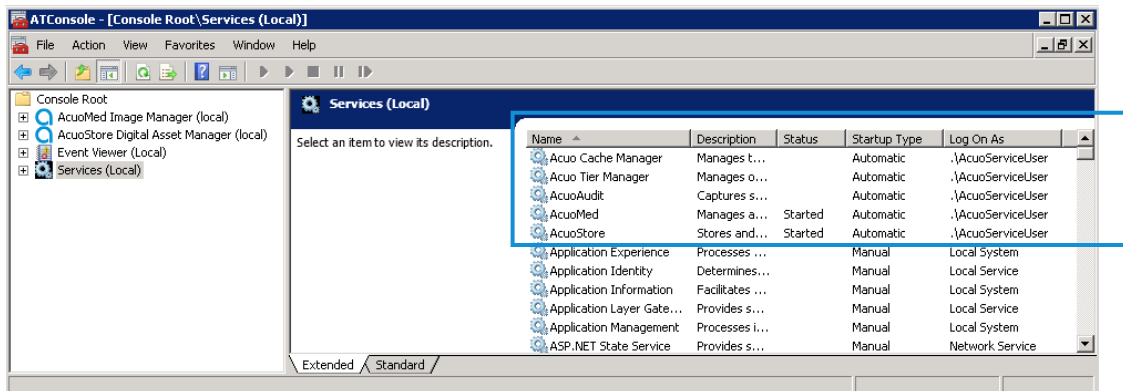 ATConsole - [Console Root\Services (Local)]
File Action View Favorites Window Help
Console Root
AcuoMed Image Manager (local)
AcuoStore Digital Asset Manager (local)
Event Viewer (Local)
Services (Local)
Services (Local)
Select an item to view its description.
Name Description Status Startup Type Log On As
Acuo Cache Manager Manages t... Automatic .\AcuoServiceUser
Acuo Tier Manager Manages o... Automatic .\AcuoServiceUser
AcuoAudit Captures s... Automatic .\AcuoServiceUser
AcuoMed Manages a... Started Automatic .\AcuoServiceUser
AcuoStore Stores and... Started Automatic .\AcuoServiceUser
Application Experience Processes ... Manual Local System
Application Identity Determines... Manual Local Service
Application Information Facilitates ... Manual Local System
Application Layer Gate... Provides s... Manual Local Service
Application Management Processes i... Manual Local System
ASP.NET State Service Provides s... Manual Network Service
Extended Standard